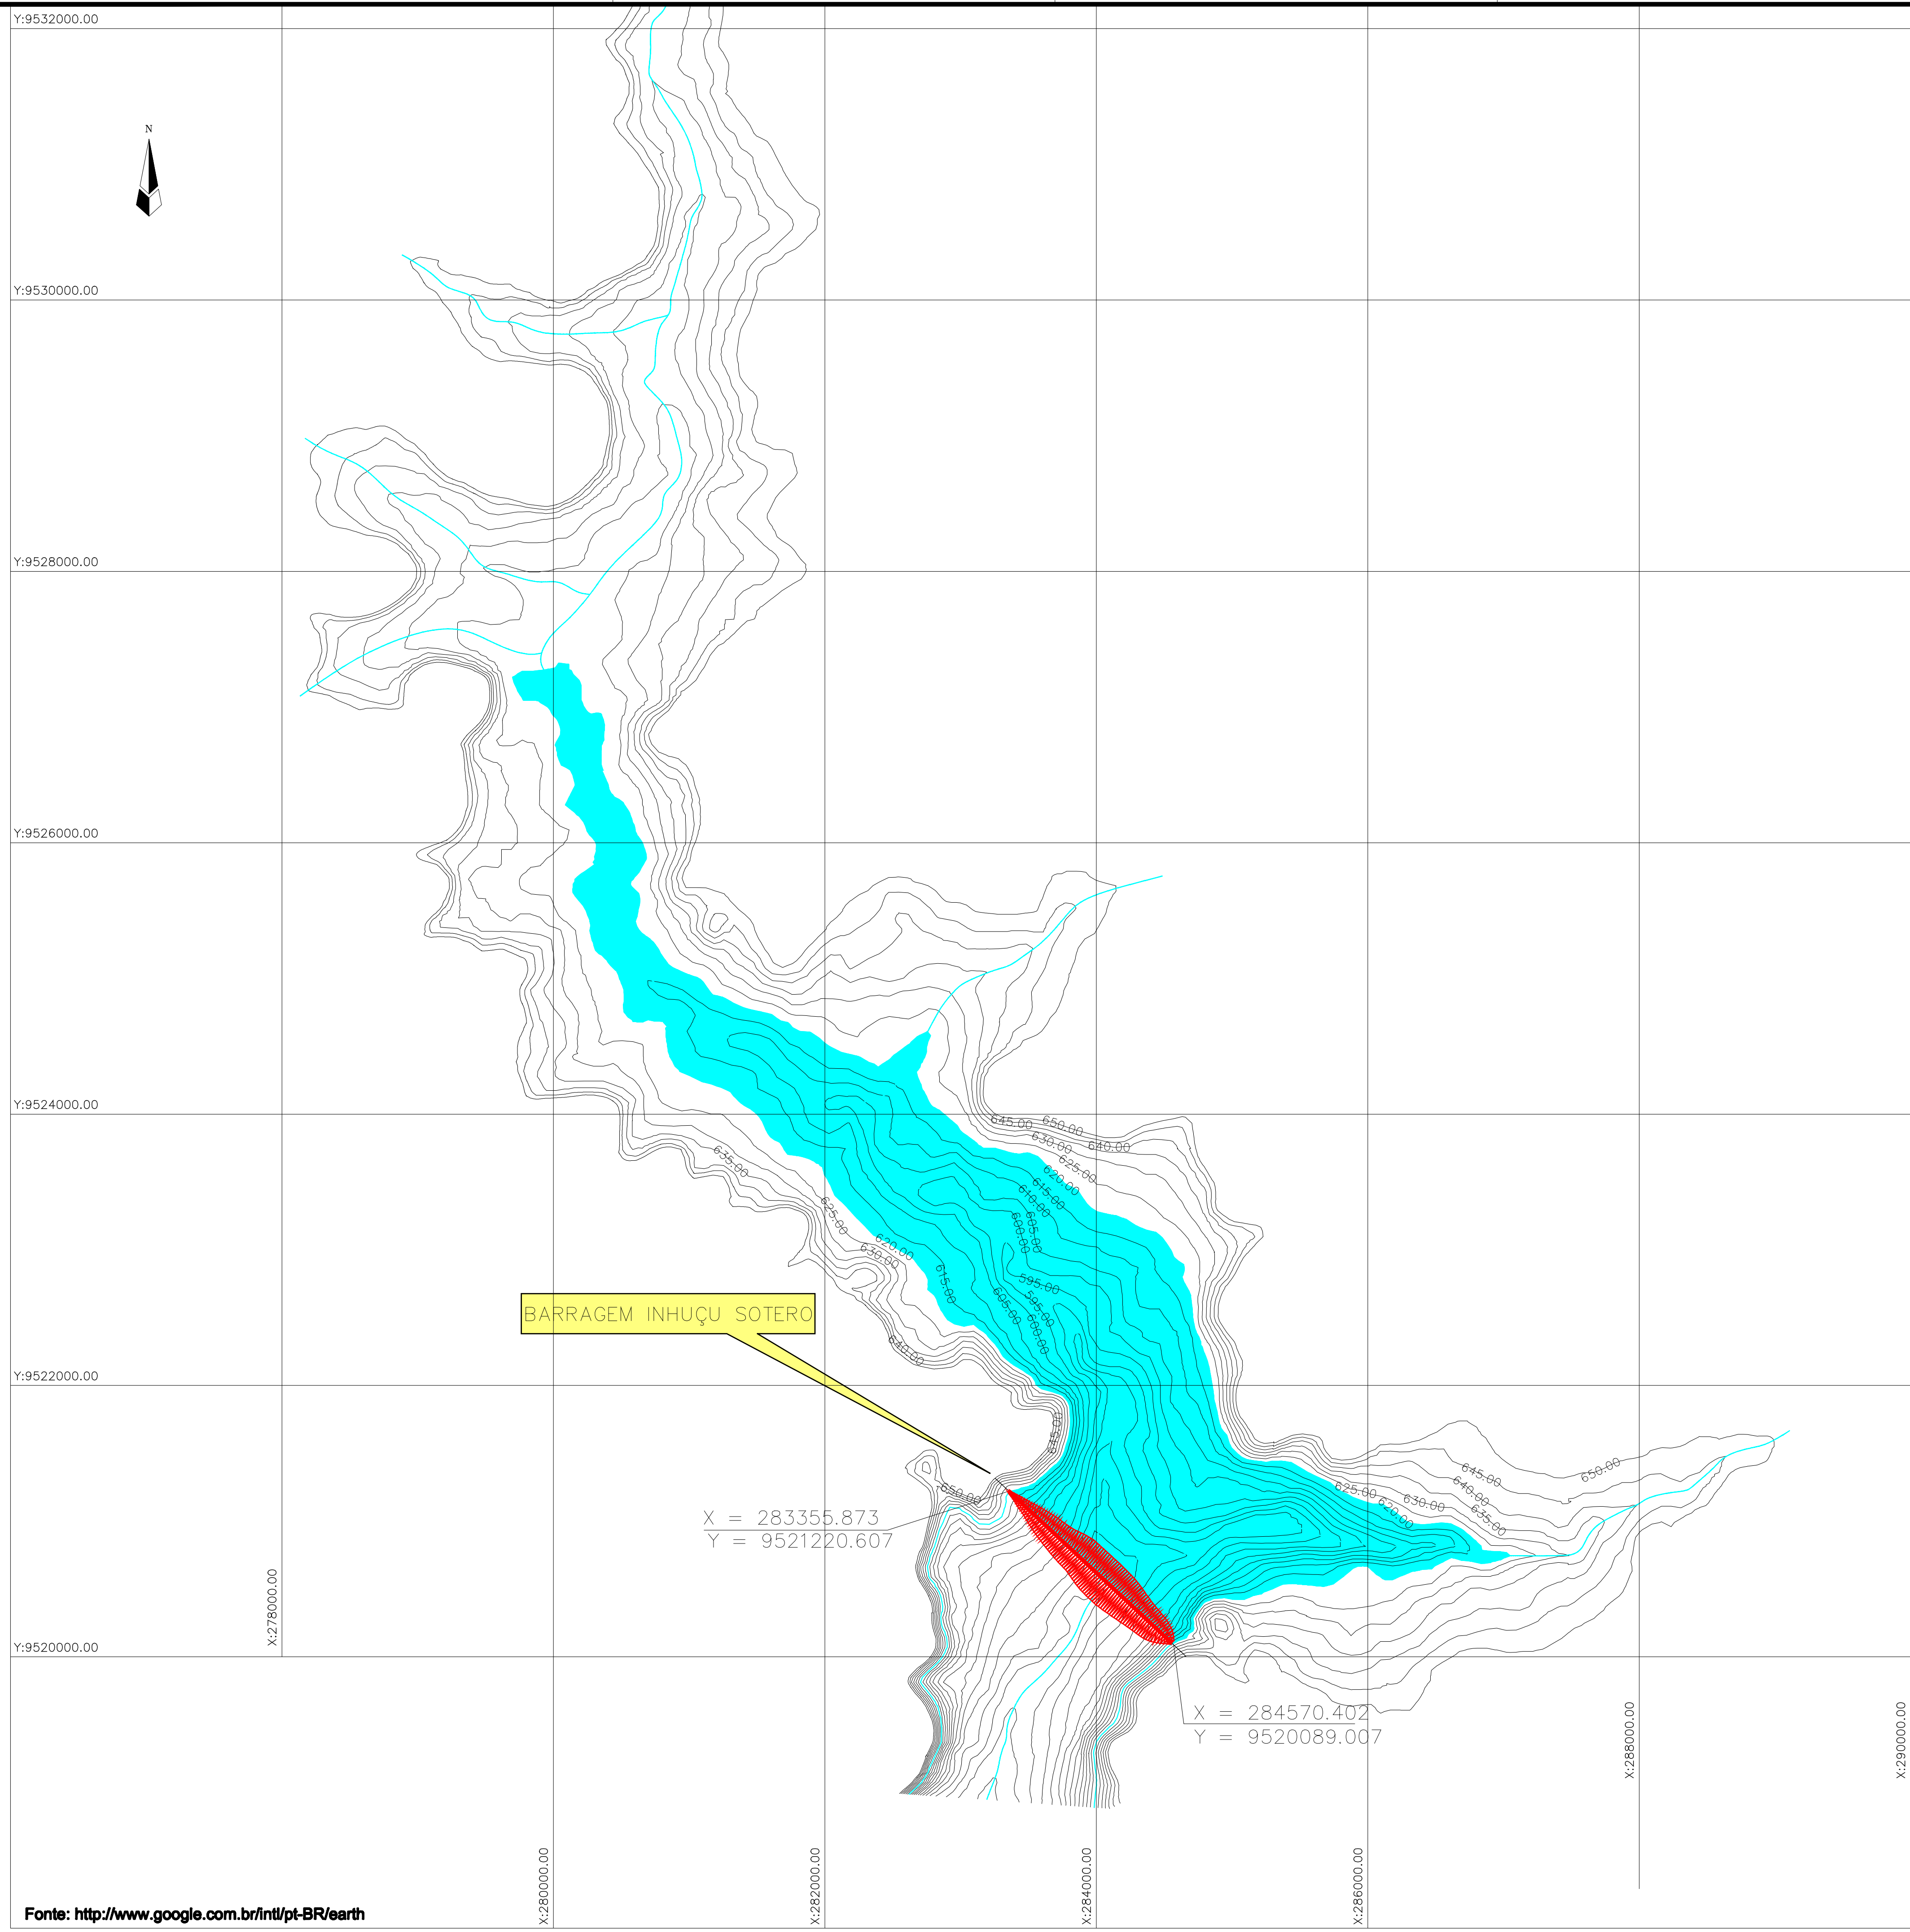 Y:9532000.00
N
Y:9530000.00
Y:9528000.00
Y:9526000.00
Y:9524000.00
645.00
650.00
630.00
640.00
635.00
625.00
620.00
615.00
610.00
605.00
600.00
625.00
620.00
630.00
615.00
595.00
605.00
595.00
600.00
BARRAGEM INHUÇU SOTERO
640.00
Y:9522000.00
645.00
650.00
645.00
650.00
640.00
625.00
620.00
630.00
635.00
X = 283355.873
Y = 9521220.607
X:278000.00
Y:9520000.00
X = 284570.402
Y = 9520089.007
X:288000.00
X:290000.00
X:280000.00
X:282000.00
X:284000.00
X:286000.00
Fonte: http://www.google.com.br/intl/pt-BR/earth